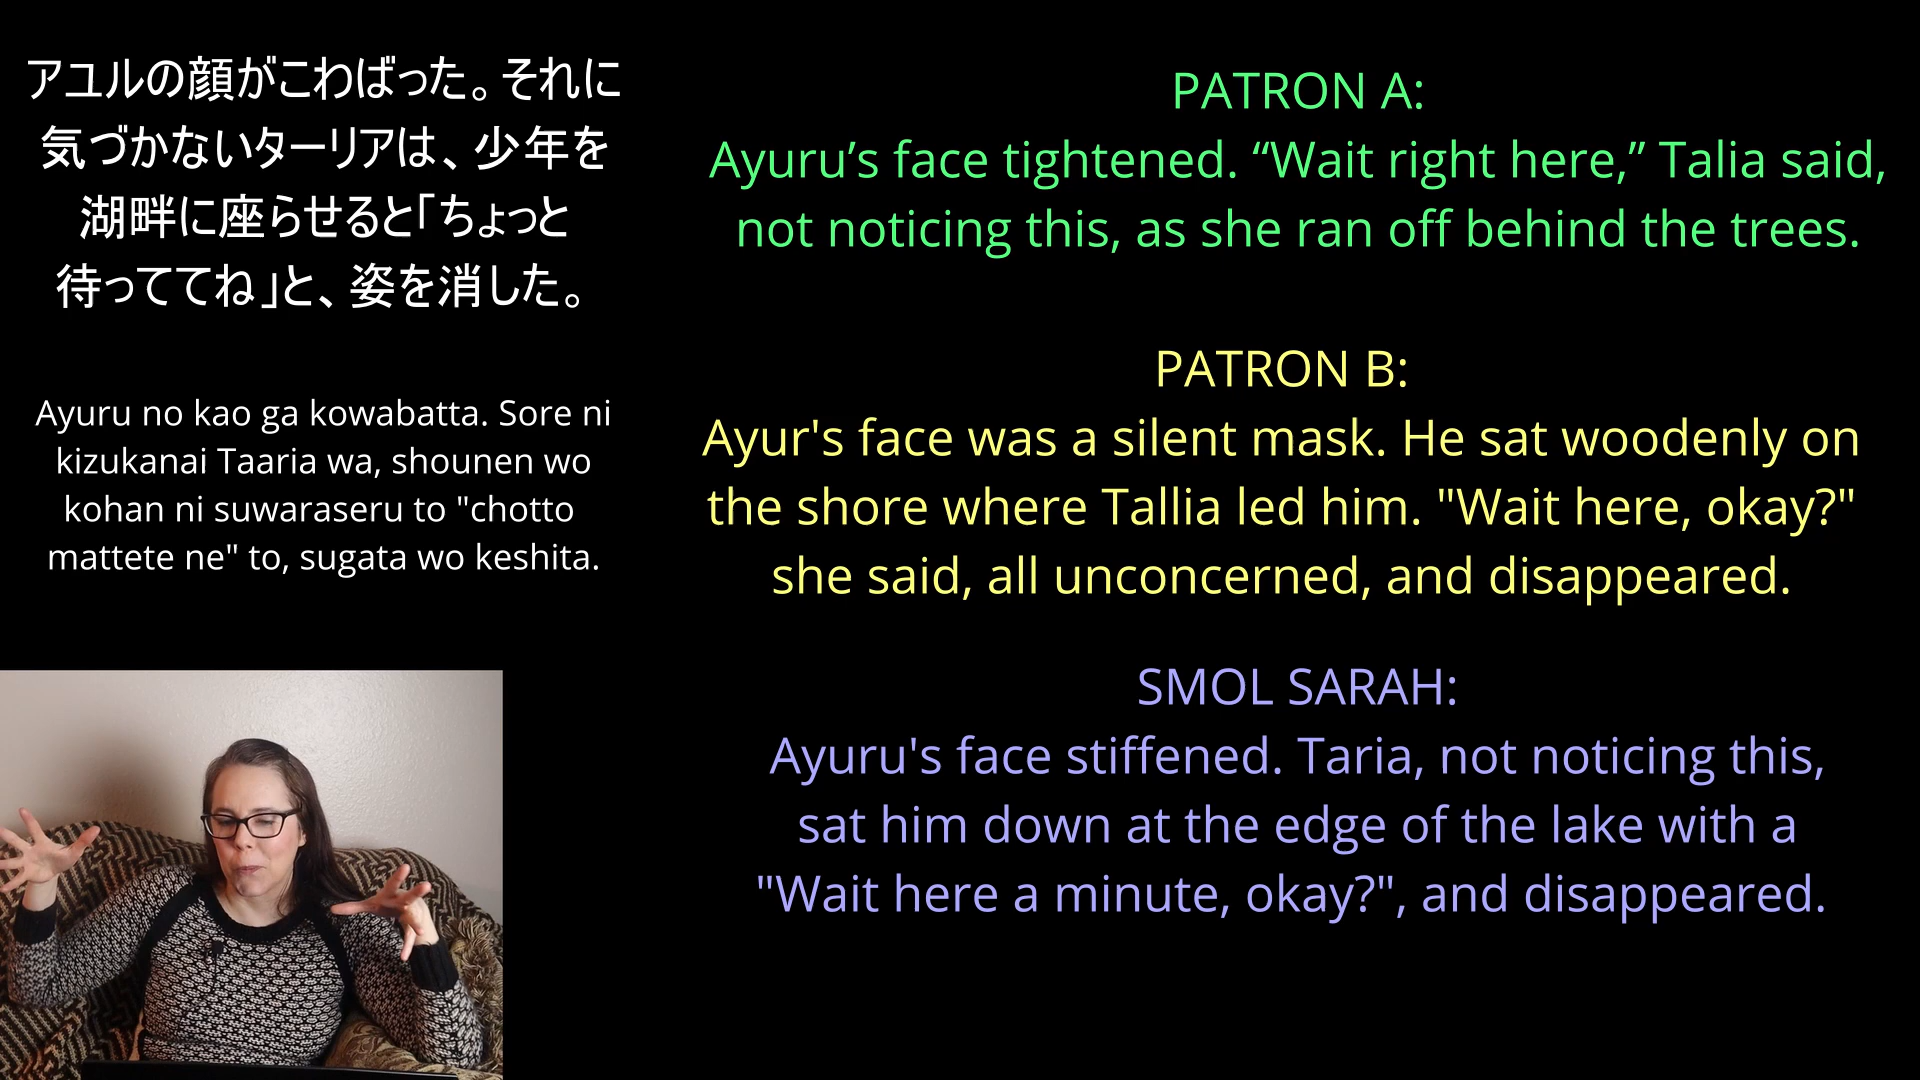 アユルの顔がこわばった。それに
気づかないターリアは、少年を
湖畔に座らせると「ちょっと
待っててね」と、姿を消した。
Ayuru no kao ga kowabatta. Sore ni
kizukanai Taaria wa, shounen wo
kohan ni suwaraseru to "chotto
mattete ne" to, sugata wo keshita.
PATRON A:
Ayuru’s face tightened. “Wait right here,” Talia said,
not noticing this, as she ran off behind the trees.
PATRON B:
Ayur's face was a silent mask. He sat woodenly on
the shore where Tallia led him. "Wait here, okay?"
she said, all unconcerned, and disappeared.
SMOL SARAH:
Ayuru's face stiffened. Taria, not noticing this,
sat him down at the edge of the lake with a
"Wait here a minute, okay?", and disappeared.